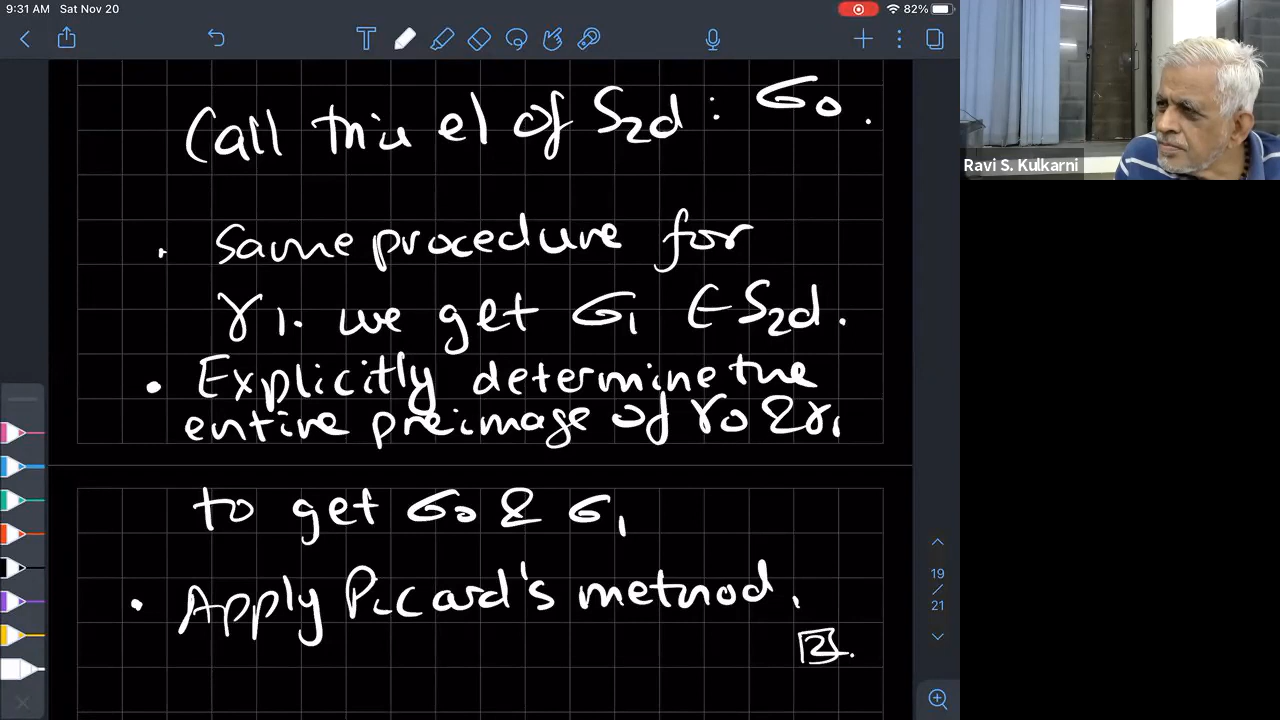 9:31 AM Sat Nov 20
82%
Call this el of S₂d : σ₀ .
Ravi S. Kulkarni
· Same procedure for
γ₁. we get σ₁ ∈ S₂d.
• Explicitly determine the
entire preimage of γ₀ & γ₁
to get σ₀ & σ₁
• Apply Picard's method.
[2].
19
/
21